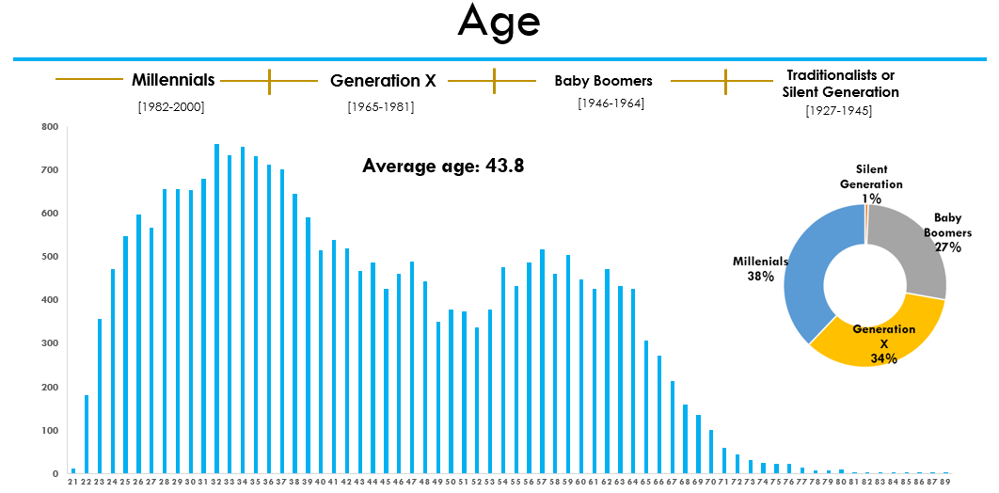 Age
Millennials
[1982-2000]
Generation X
[1965-1981]
Baby Boomers
[1946-1964]
Traditionalists or
Silent Generation
[1927-1945]
Average age: 43.8
800
700
600
500
400
300
200
100
0
21 22 23 24 25 26 27 28 29 30 31 32 33 34 35 36 37 38 39 40 41 42 43 44 45 46 47 48 49 50 51 52 53 54 55 56 57 58 59 60 61 62 63 64 65 66 67 68 69 70 71 72 73 74 75 76 77 78 79 80 81 82 83 84 85 86 87 89
Silent
Generation
1%
Baby
Boomers
27%
Millenials
38%
Generation
X
34%